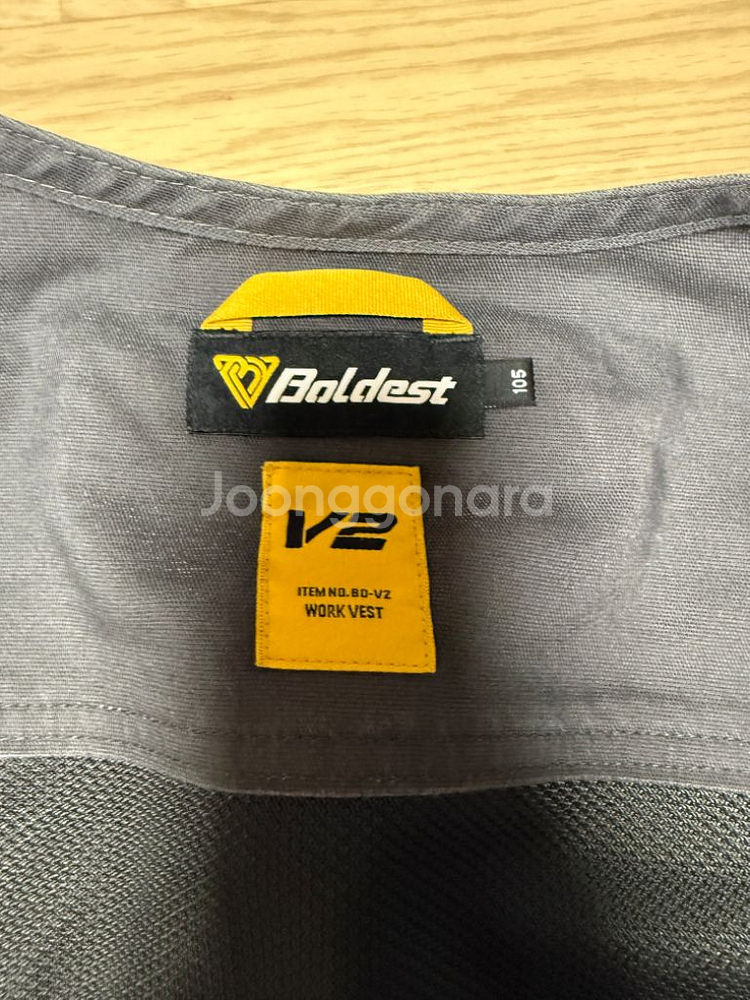 Boldest
105
Joonggonara
V2
ITEM NO. BD-V2
WORK VEST